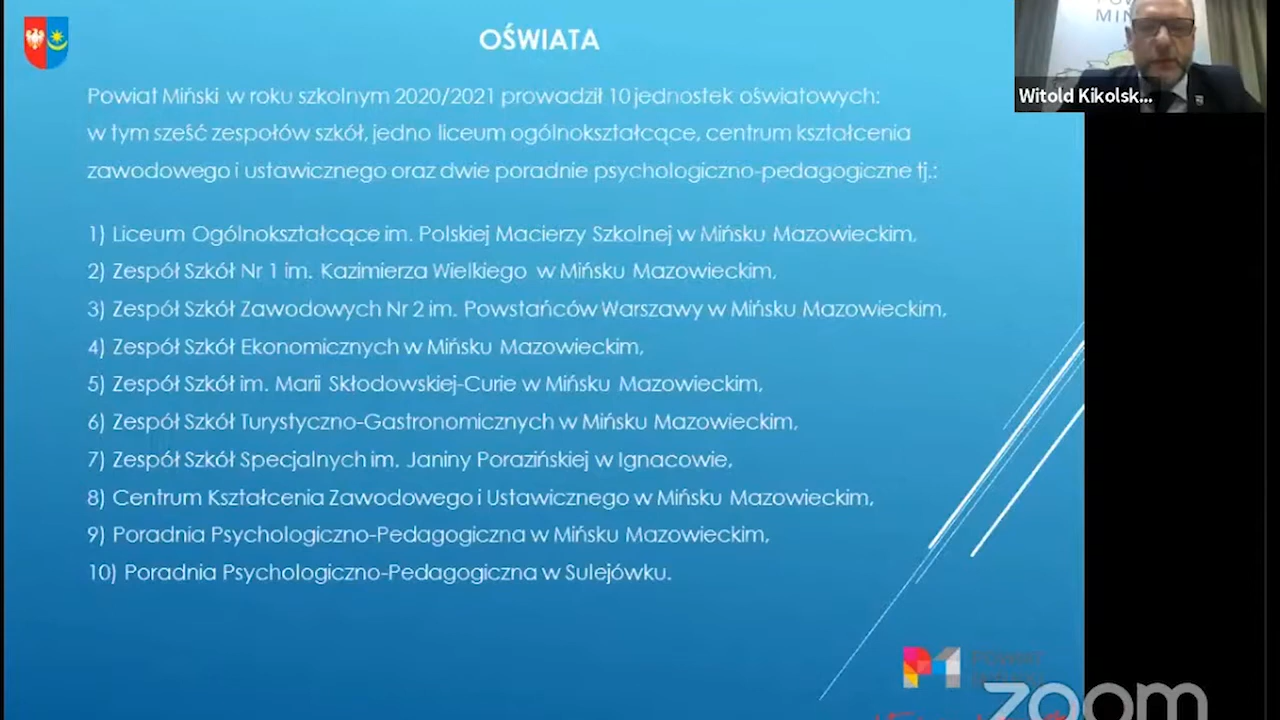 OŚWIATA
Powiat Miński w roku szkolnym 2020/2021 prowadził 10 jednostek oświatowych:
w tym sześć zespołów szkół, jedno liceum ogólnokształcące, centrum kształcenia
zawodowego i ustawicznego oraz dwie poradnie psychologiczno-pedagogiczne tj.:
1) Liceum Ogólnokształcące im. Polskiej Macierzy Szkolnej w Mińsku Mazowieckim,
2) Zespół Szkół Nr 1 im. Kazimierza Wielkiego w Mińsku Mazowieckim,
3) Zespół Szkół Zawodowych Nr 2 im. Powstańców Warszawy w Mińsku Mazowieckim,
4) Zespół Szkół Ekonomicznych w Mińsku Mazowieckim,
5) Zespół Szkół im. Marii Skłodowskiej-Curie w Mińsku Mazowieckim,
6) Zespół Szkół Turystyczno-Gastronomicznych w Mińsku Mazowieckim,
7) Zespół Szkół Specjalnych im. Janiny Porazińskiej w Ignacowie,
8) Centrum Kształcenia Zawodowego i Ustawicznego w Mińsku Mazowieckim,
9) Poradnia Psychologiczno-Pedagogiczna w Mińsku Mazowieckim,
10) Poradnia Psychologiczno-Pedagogiczna w Sulejówku.
Witold Kikolsk...
zoom